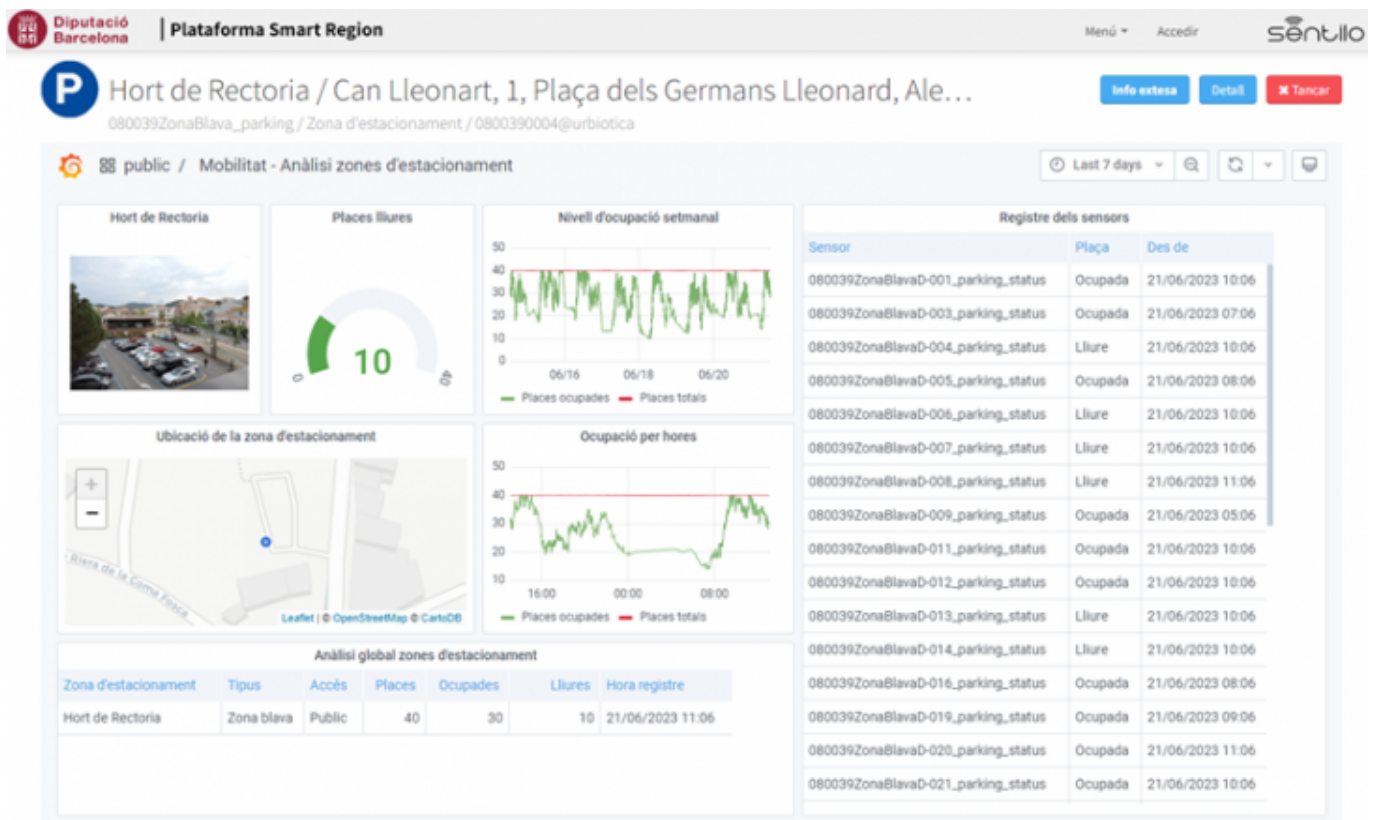 Diputació
Barcelona
Plataforma Smart Region
Menú
Accedir
sentilo
P
Hort de Rectoria / Can Lleonart, 1, Plaça dels Germans Lleonard, Ale...
080039ZonaBlava_parking / Zona d'estacionament / 0800390004@urbiotica
Info extesa
Detall
✖ Tancar
public / Mobilitat - Anàlisi zones d'estacionament
Last 7 days
Hort de Rectoria
Places lliures
10
0
40
Nivell d'ocupació setmanal
50
40
30
20
10
0
06/16 06/18 06/20
Places ocupades Places totals
Ubicació de la zona d'estacionament
+
−
Riera de la Coma Fosca
Leaflet | © OpenStreetMap © CartoDB
Ocupació per hores
50
40
30
20
10
16:00 00:00 08:00
Places ocupades Places totals
Anàlisi global zones d'estacionament
Zona d'estacionament Tipus Accés Places Ocupades Lliures Hora registre
Hort de Rectoria Zona blava Public 40 30 10 21/06/2023 11:06
Registre dels sensors
Sensor Plaça Des de
080039ZonaBlavaD-001_parking_status Ocupada 21/06/2023 10:06
080039ZonaBlavaD-003_parking_status Ocupada 21/06/2023 07:06
080039ZonaBlavaD-004_parking_status Lliure 21/06/2023 10:06
080039ZonaBlavaD-005_parking_status Ocupada 21/06/2023 08:06
080039ZonaBlavaD-006_parking_status Lliure 21/06/2023 10:06
080039ZonaBlavaD-007_parking_status Lliure 21/06/2023 10:06
080039ZonaBlavaD-008_parking_status Lliure 21/06/2023 11:06
080039ZonaBlavaD-009_parking_status Ocupada 21/06/2023 05:06
080039ZonaBlavaD-011_parking_status Ocupada 21/06/2023 10:06
080039ZonaBlavaD-012_parking_status Ocupada 21/06/2023 10:06
080039ZonaBlavaD-013_parking_status Lliure 21/06/2023 10:06
080039ZonaBlavaD-014_parking_status Lliure 21/06/2023 10:06
080039ZonaBlavaD-016_parking_status Ocupada 21/06/2023 08:06
080039ZonaBlavaD-019_parking_status Ocupada 21/06/2023 09:06
080039ZonaBlavaD-020_parking_status Ocupada 21/06/2023 11:06
080039ZonaBlavaD-021_parking_status Ocupada 21/06/2023 10:06